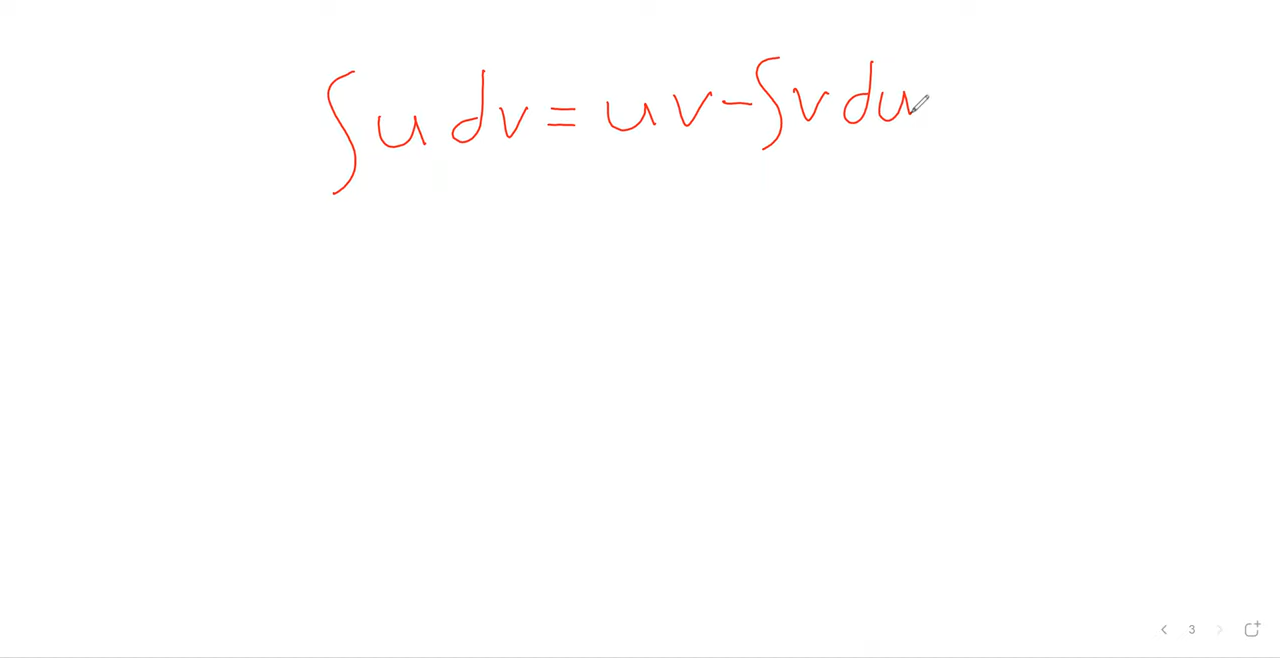 ∫ u dv = uv - ∫ v du
3